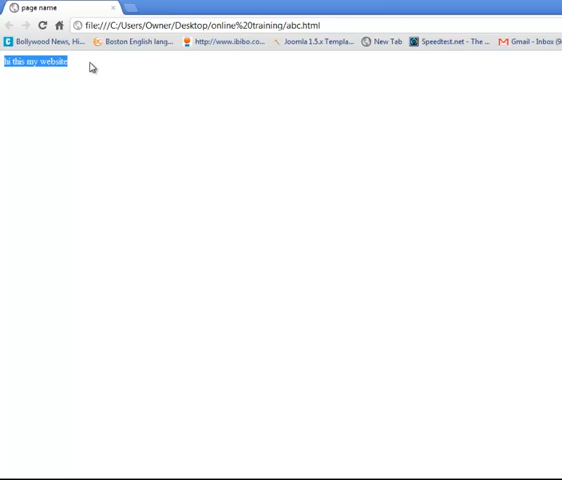 page name
file:///C:/Users/Owner/Desktop/online%20training/abc.html
Bollywood News, Hi... Boston English lang... http://www.ibibo.co... Joomla 1.5.x Templa... New Tab Speedtest.net - The ... Gmail - Inbox (9
hi this my website